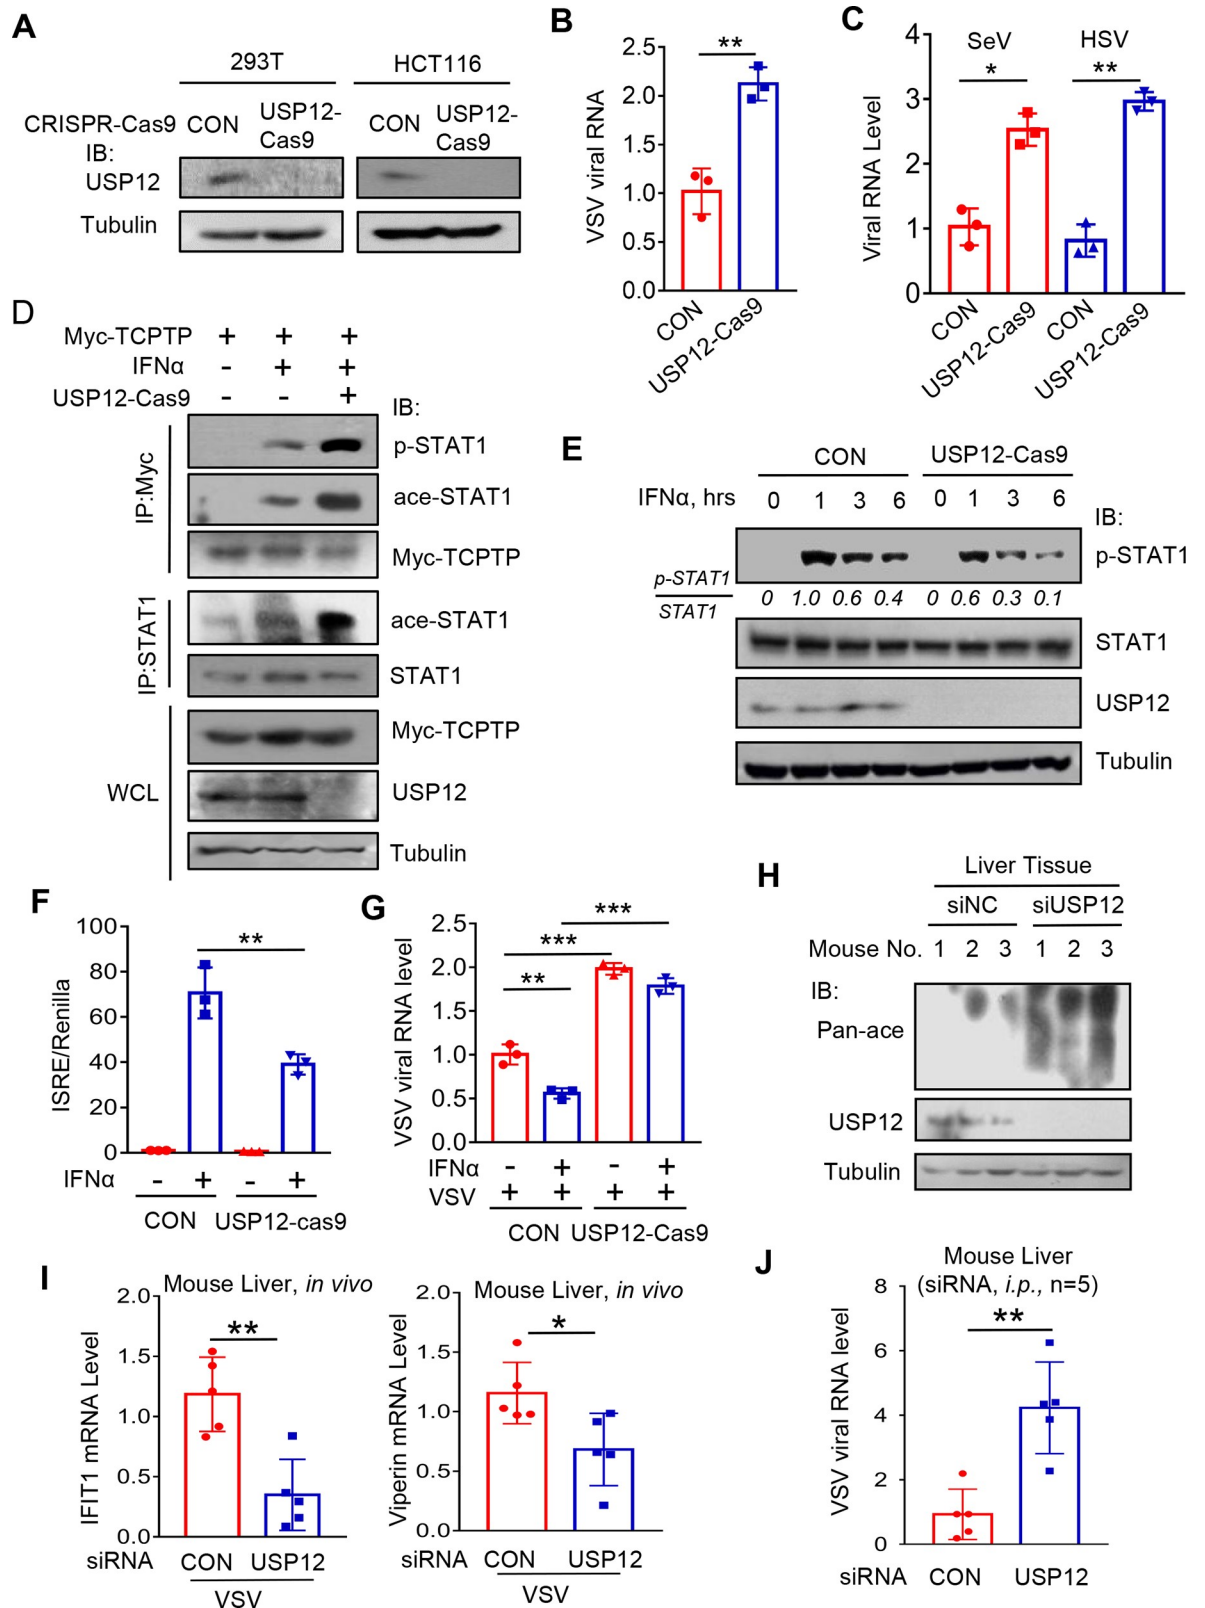 A
293T HCT116
CRISPR-Cas9 CON USP12-Cas9 CON USP12-Cas9
IB:
USP12
Tubulin
B
VSV viral RNA
2.5
2.0
1.5
1.0
0.5
0.0
**
CON USP12-Cas9
C
Viral RNA Level
4
3
2
1
0
SeV HSV
* **
CON USP12-Cas9 CON USP12-Cas9
D
Myc-TCPTP + + +
IFNα - + +
USP12-Cas9 - - +
IB:
IP:Myc
p-STAT1
ace-STAT1
Myc-TCPTP
IP:STAT1
ace-STAT1
STAT1
WCL
Myc-TCPTP
USP12
Tubulin
E
CON USP12-Cas9
IFNα, hrs 0 1 3 6 0 1 3 6
IB:
p-STAT1
p-STAT1
STAT1
0 1.0 0.6 0.4 0 0.6 0.3 0.1
STAT1
USP12
Tubulin
F
ISRE/Renilla
100
80
60
40
20
0
**
IFNα - + - +
CON USP12-cas9
G
VSV viral RNA level
2.5
2.0
1.5
1.0
0.5
0.0
***
***
**
IFNα - + - +
VSV + + + +
CON USP12-Cas9
H
Liver Tissue
siNC siUSP12
Mouse No. 1 2 3 1 2 3
IB:
Pan-ace
USP12
Tubulin
I
Mouse Liver, in vivo
IFIT1 mRNA Level
2.0
1.5
1.0
0.5
0.0
**
siRNA CON USP12
VSV
Mouse Liver, in vivo
Viperin mRNA Level
2.0
1.5
1.0
0.5
0.0
*
siRNA CON USP12
VSV
J
Mouse Liver
(siRNA, i.p., n=5)
VSV viral RNA level
8
6
4
2
0
**
siRNA CON USP12